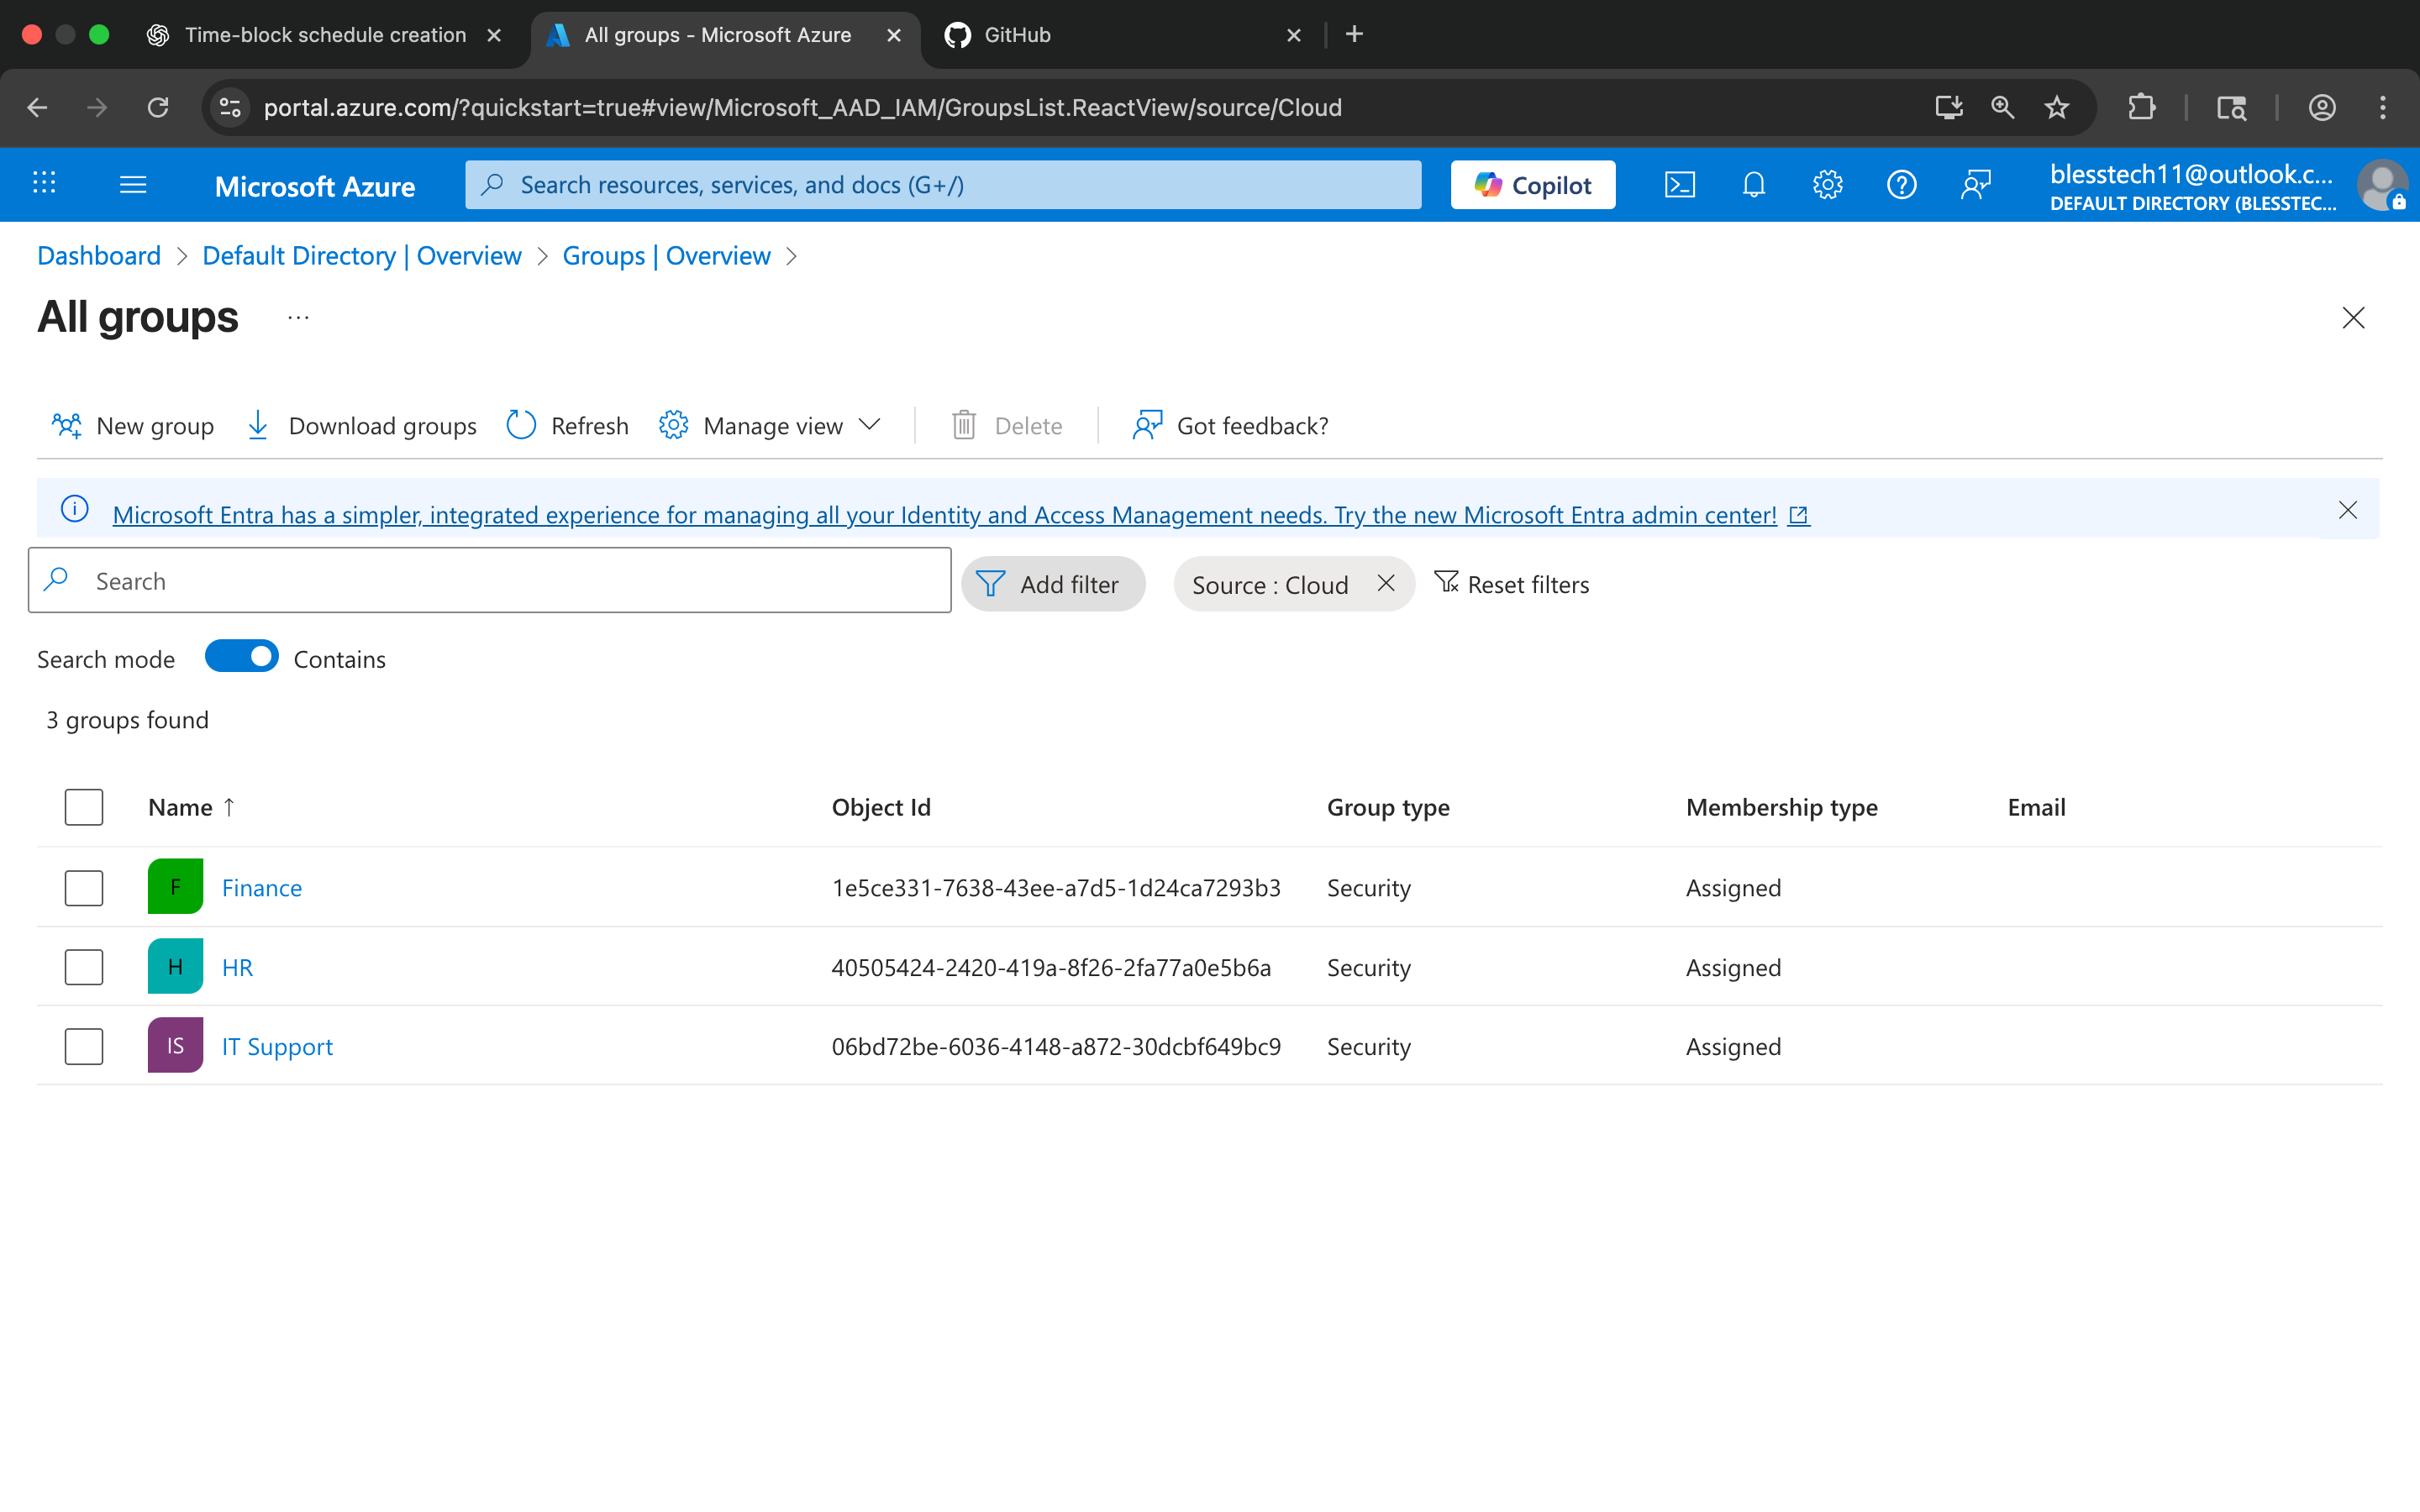 Time-block schedule creation
All groups - Microsoft Azure
GitHub
portal.azure.com/?quickstart=true#view/Microsoft_AAD_IAM/GroupsList.ReactView/source/Cloud
Microsoft Azure
Search resources, services, and docs (G+/)
Copilot
blesstech11@outlook.c...
DEFAULT DIRECTORY (BLESSTEC...
Dashboard > Default Directory | Overview > Groups | Overview >
All groups ...
New group Download groups Refresh Manage view Delete Got feedback?
Microsoft Entra has a simpler, integrated experience for managing all your Identity and Access Management needs. Try the new Microsoft Entra admin center!
Search Add filter Source : Cloud Reset filters
Search mode Contains
3 groups found
Name ↑ Object Id Group type Membership type Email
F Finance 1e5ce331-7638-43ee-a7d5-1d24ca7293b3 Security Assigned
H HR 40505424-2420-419a-8f26-2fa77a0e5b6a Security Assigned
IS IT Support 06bd72be-6036-4148-a872-30dcbf649bc9 Security Assigned